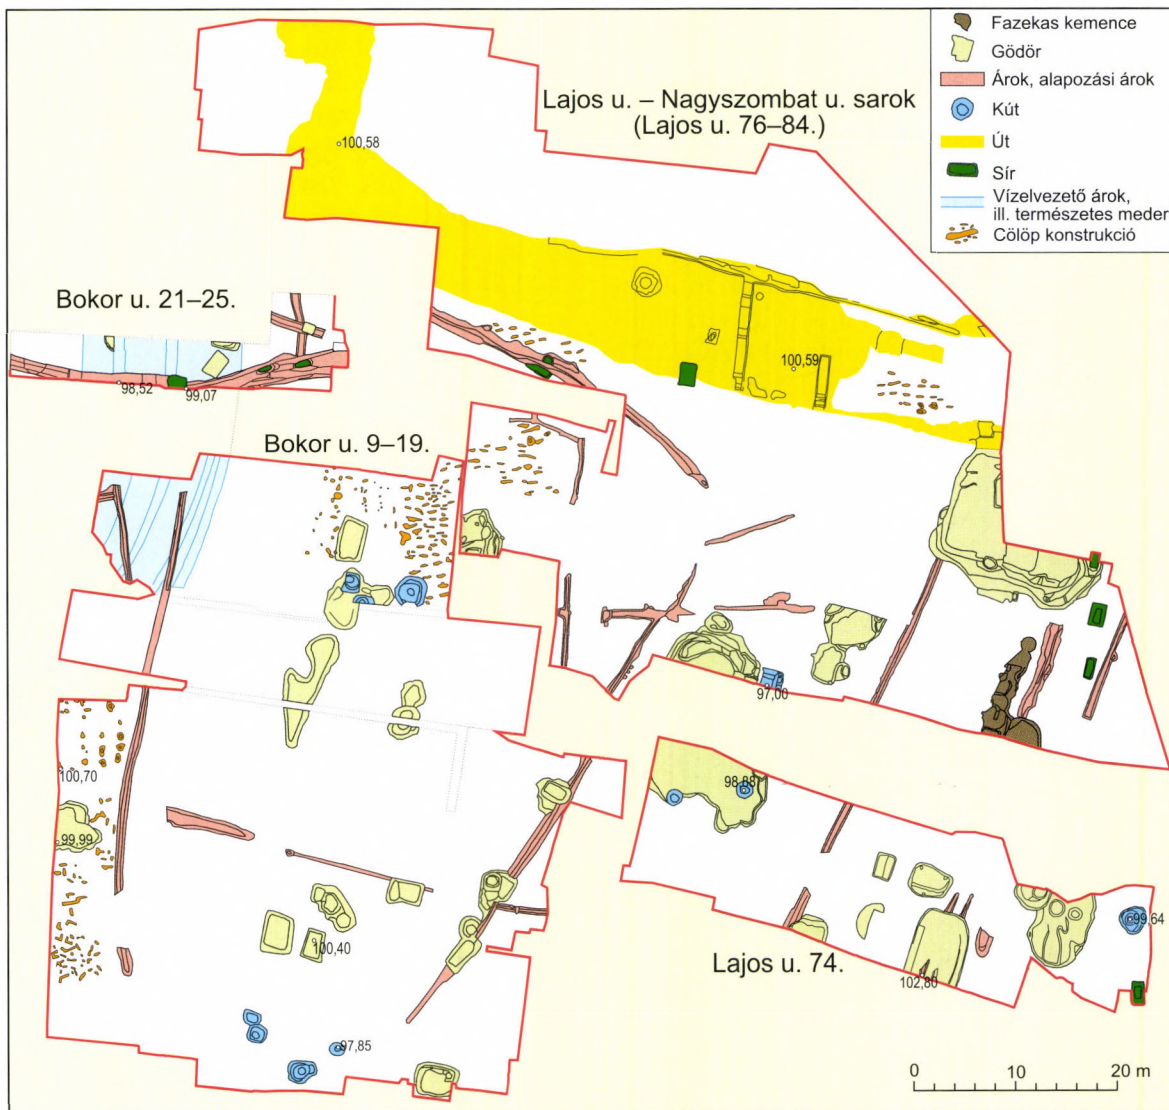 Fazekas kemence
Gödör
Árok, alapozási árok
Kút
Út
Sír
Vízelvezető árok,
ill. természetes meder
Cölöp konstrukció
Lajos u. – Nagyszombat u. sarok
(Lajos u. 76–84.)
100,58
Bokor u. 21–25.
98,52
99,07
100,59
Bokor u. 9–19.
97,00
100,70
98,88
99,99
99,64
100,40
Lajos u. 74.
102,80
97,85
0 10 20 m